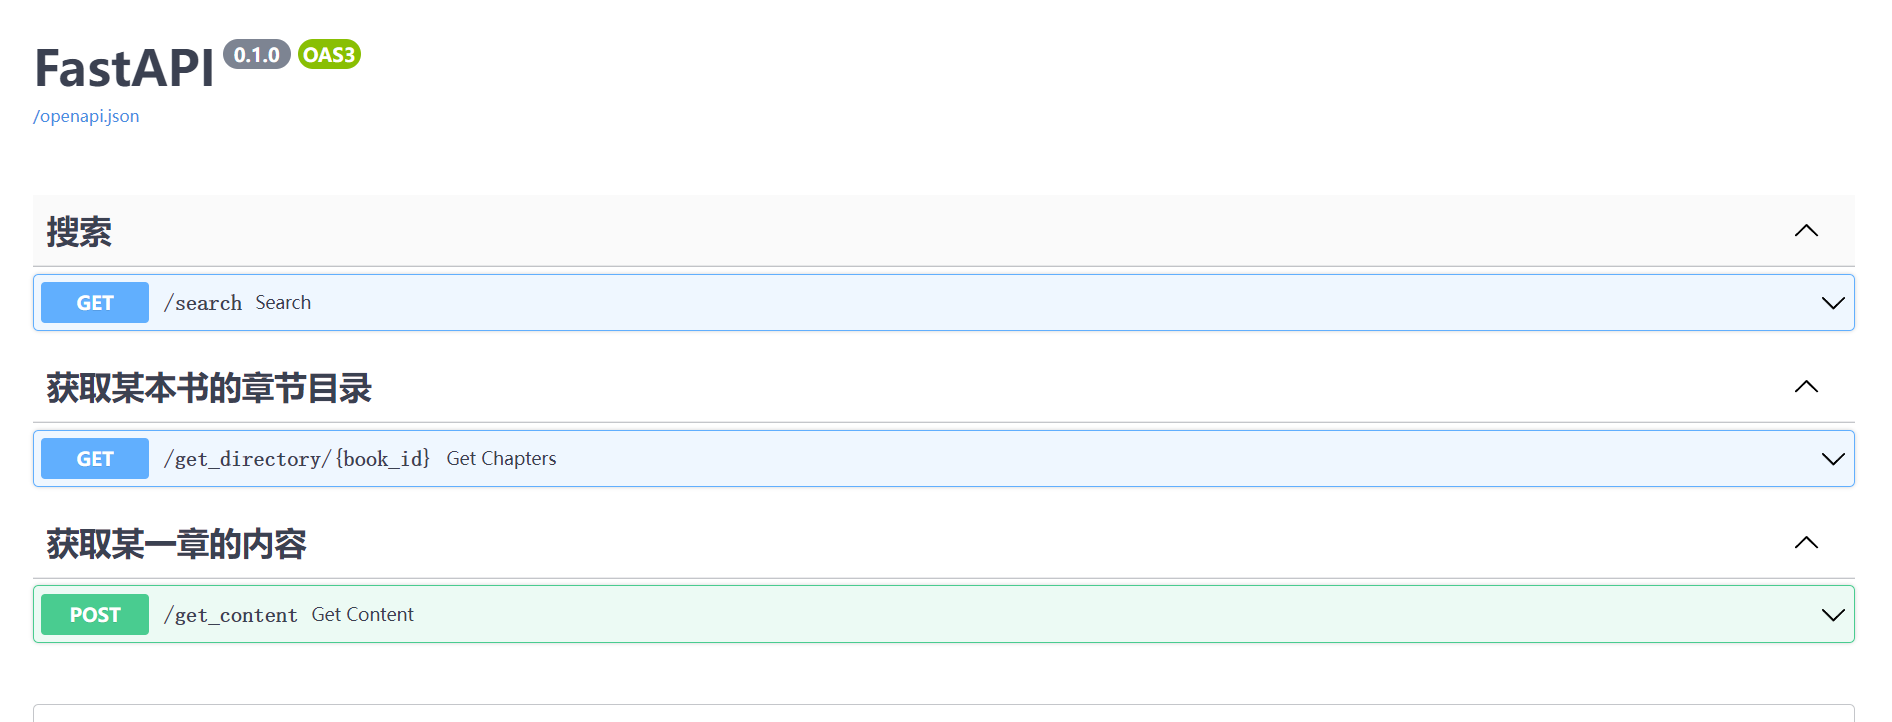 FastAPI 0.1.0 OAS3
/openapi.json
搜索
GET /search Search
获取某本书的章节目录
GET /get_directory/{book_id} Get Chapters
获取某一章的内容
POST /get_content Get Content